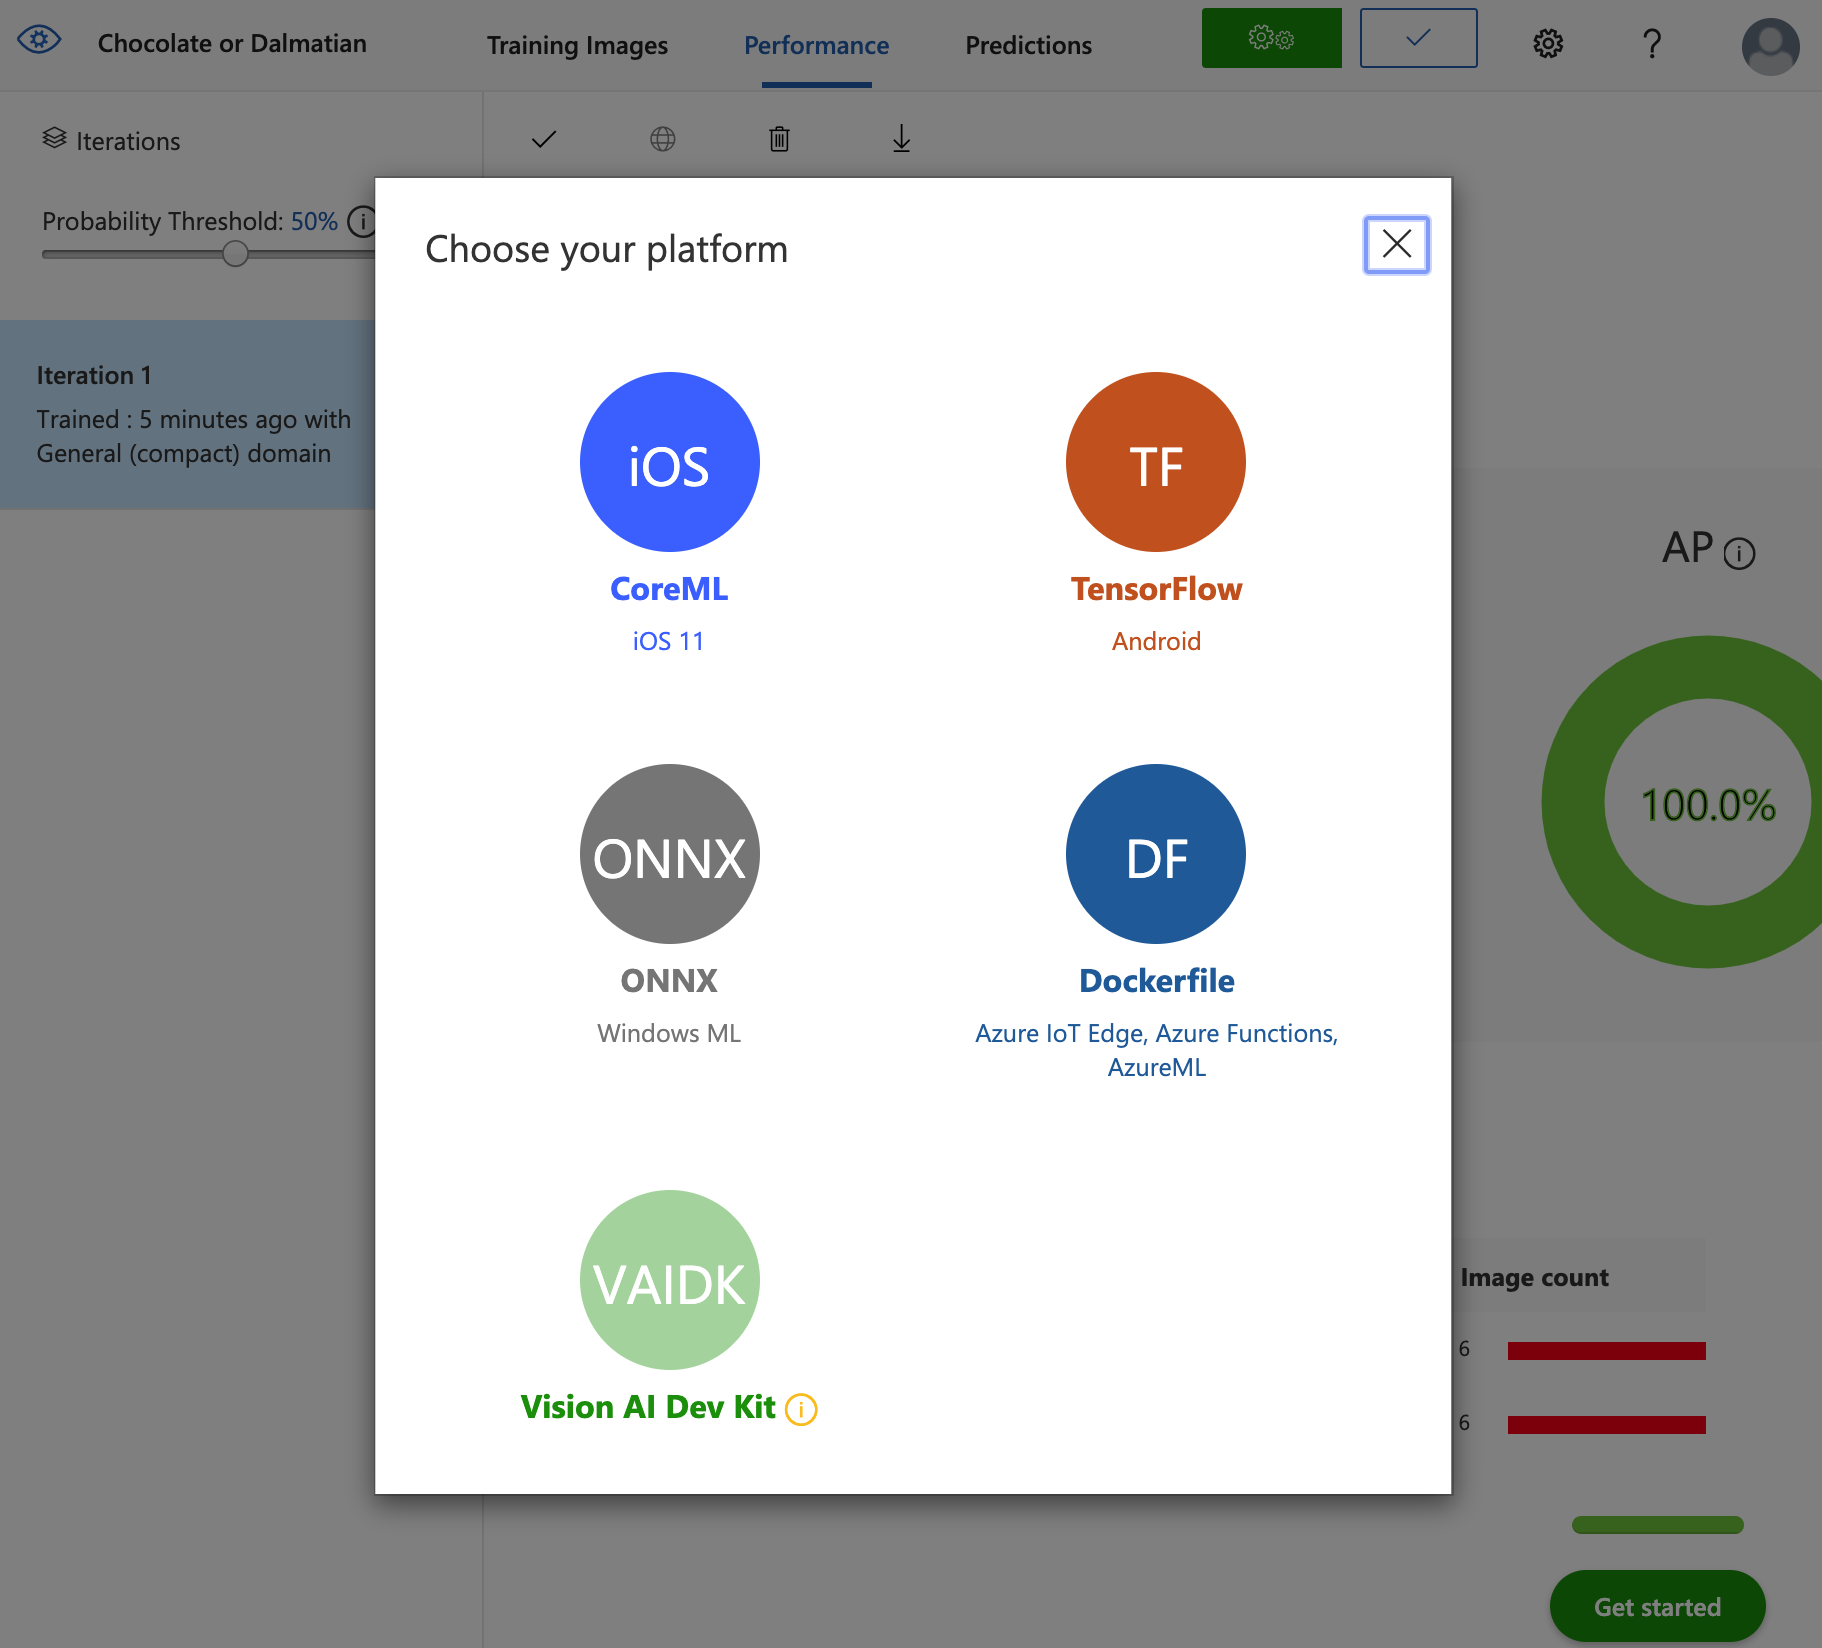 Chocolate or Dalmatian
Training Images
Performance
Predictions
?
Iterations
Probability Threshold: 50%
Iteration 1
Trained : 5 minutes ago with
General (compact) domain
Choose your platform
iOS
CoreML
iOS 11
TF
TensorFlow
Android
ONNX
ONNX
Windows ML
DF
Dockerfile
Azure IoT Edge, Azure Functions,
AzureML
VAIDK
Vision AI Dev Kit
AP
100.0%
Image count
6
6
Get started